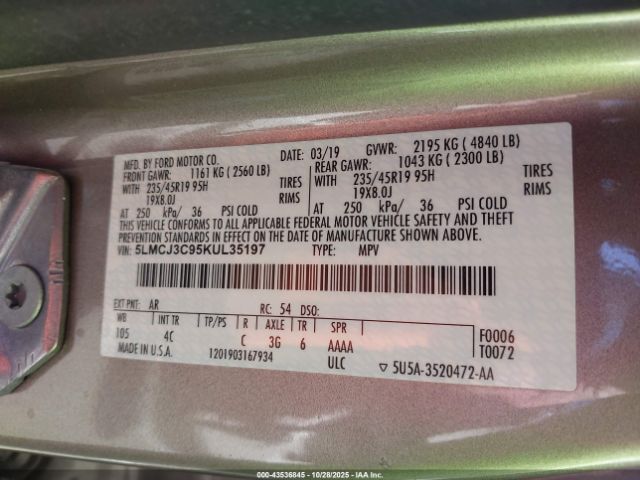 MFD. BY FORD MOTOR CO. DATE: 03/19 GVWR: 2195 KG ( 4840 LB)
FRONT GAWR: 1161 KG ( 2560 LB) REAR GAWR: 1043 KG ( 2300 LB)
WITH 235/45R19 95H TIRES WITH 235/45R19 95H TIRES
19X8.0J RIMS 19X8.0J RIMS
AT 250 kPa/ 36 PSI COLD AT 250 kPa/ 36 PSI COLD
THIS VEHICLE CONFORMS TO ALL APPLICABLE FEDERAL MOTOR VEHICLE SAFETY AND THEFT
PREVENTION STANDARDS IN EFFECT ON THE DATE OF MANUFACTURE SHOWN ABOVE.
VIN: 5LMCJ3C95KUL35197 TYPE: MPV
EXT PNT: AR RC: 54 DSO:
WB INT TR TP/PS R AXLE TR SPR F0006
105 4C C 3G 6 AAAA T0072
MADE IN U.S.A. 1201903167934 ULC ▽ 5U5A-3520472-AA
000-43536845 - 10/28/2025 - IAA Inc.